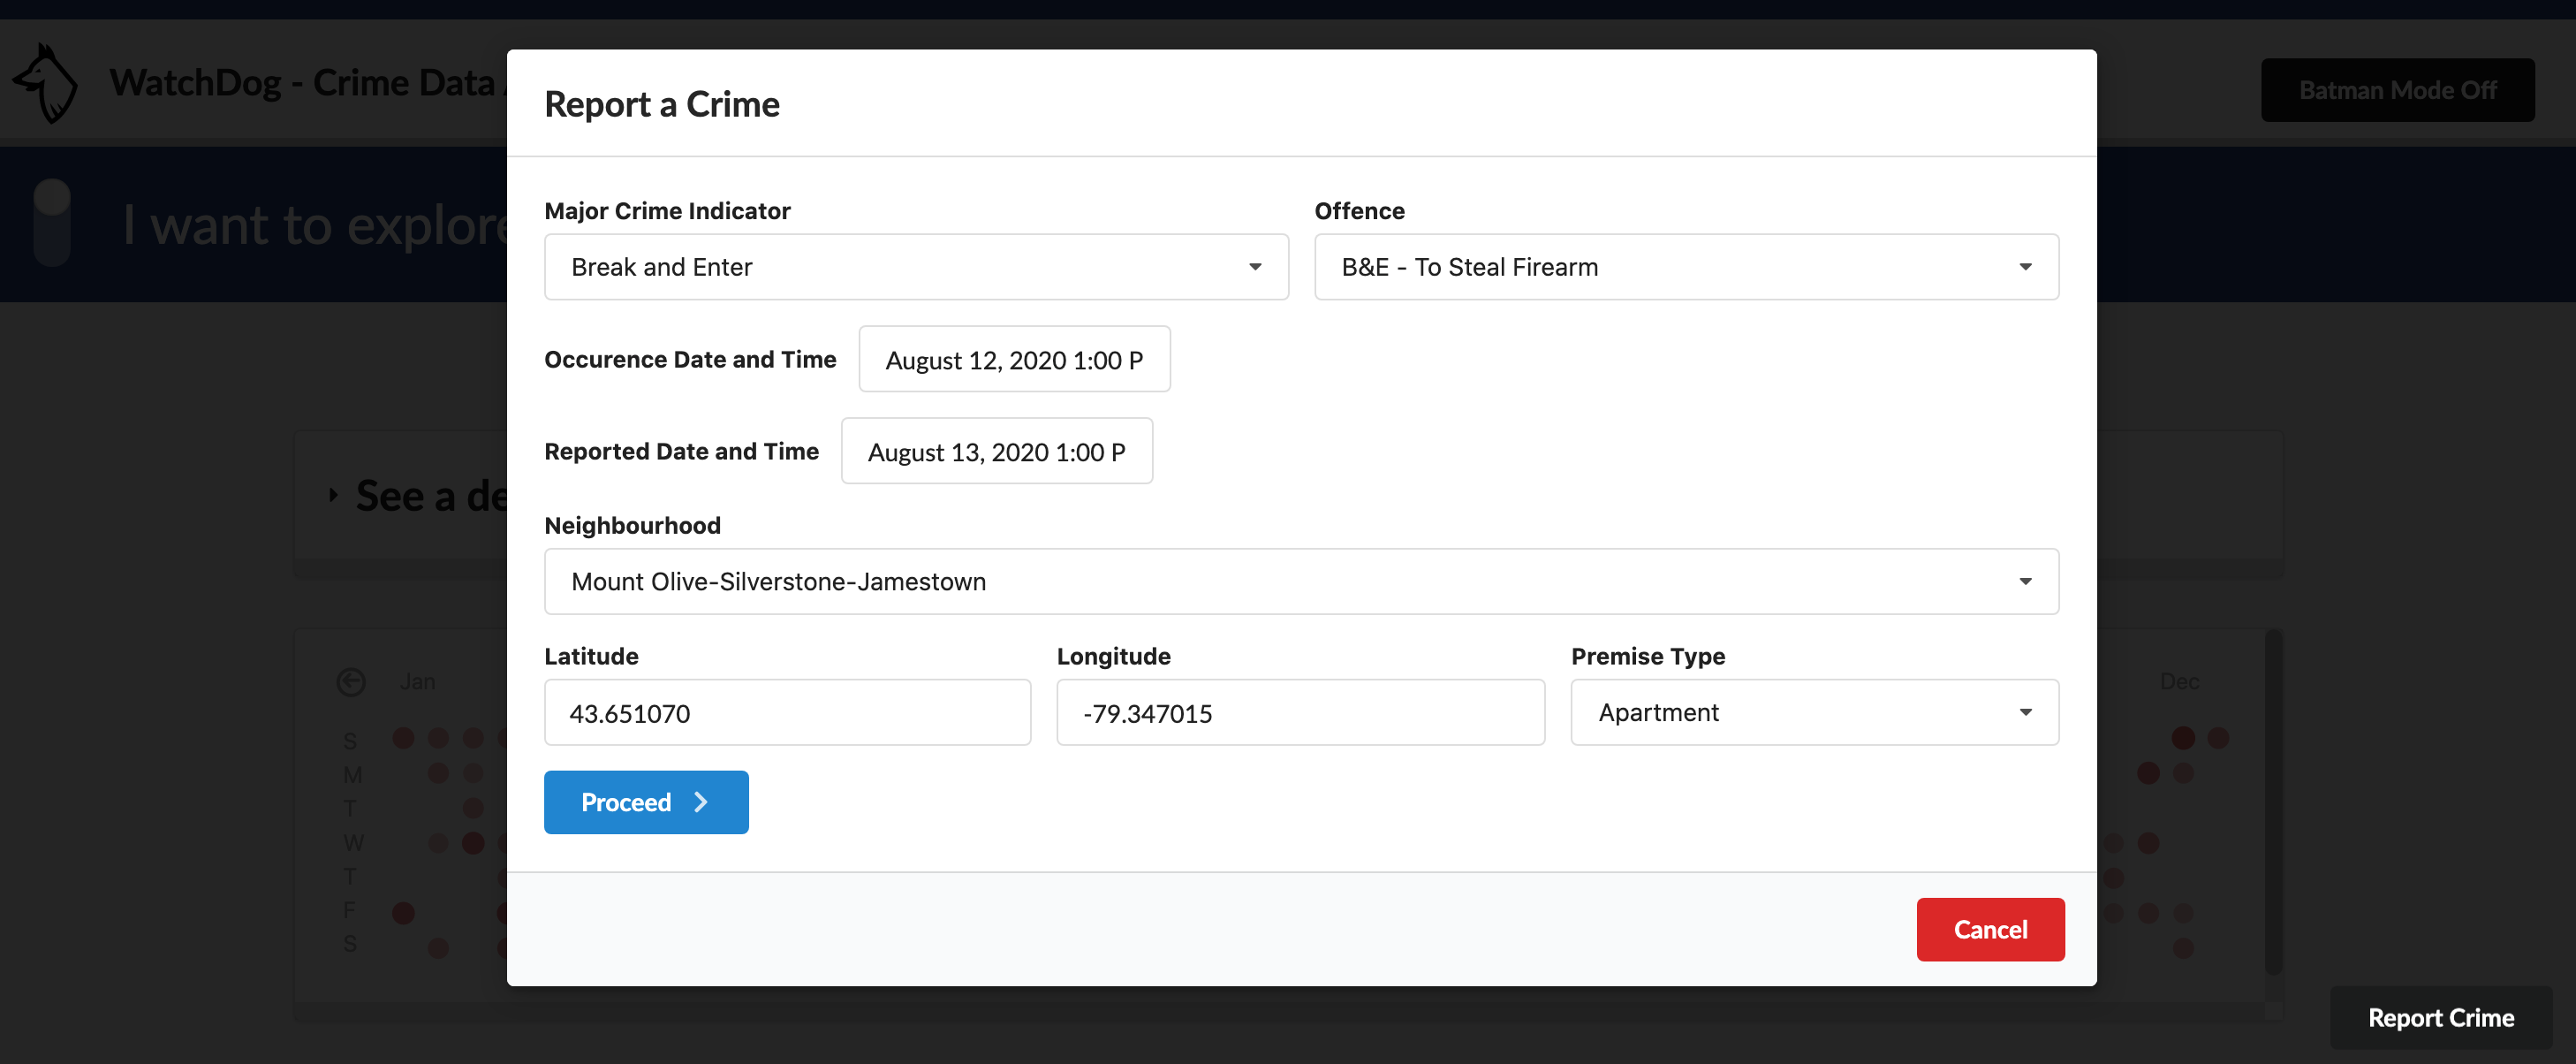 WatchDog - Crime Data
Batman Mode Off
I want to explore
Report a Crime
Major Crime Indicator
Offence
Break and Enter
B&E - To Steal Firearm
Occurence Date and Time
August 12, 2020 1:00 P
Reported Date and Time
August 13, 2020 1:00 P
See a de
Neighbourhood
Mount Olive-Silverstone-Jamestown
Latitude
Longitude
Premise Type
43.651070
-79.347015
Apartment
Jan
Dec
S
M
T
W
T
F
S
Proceed
Cancel
Report Crime